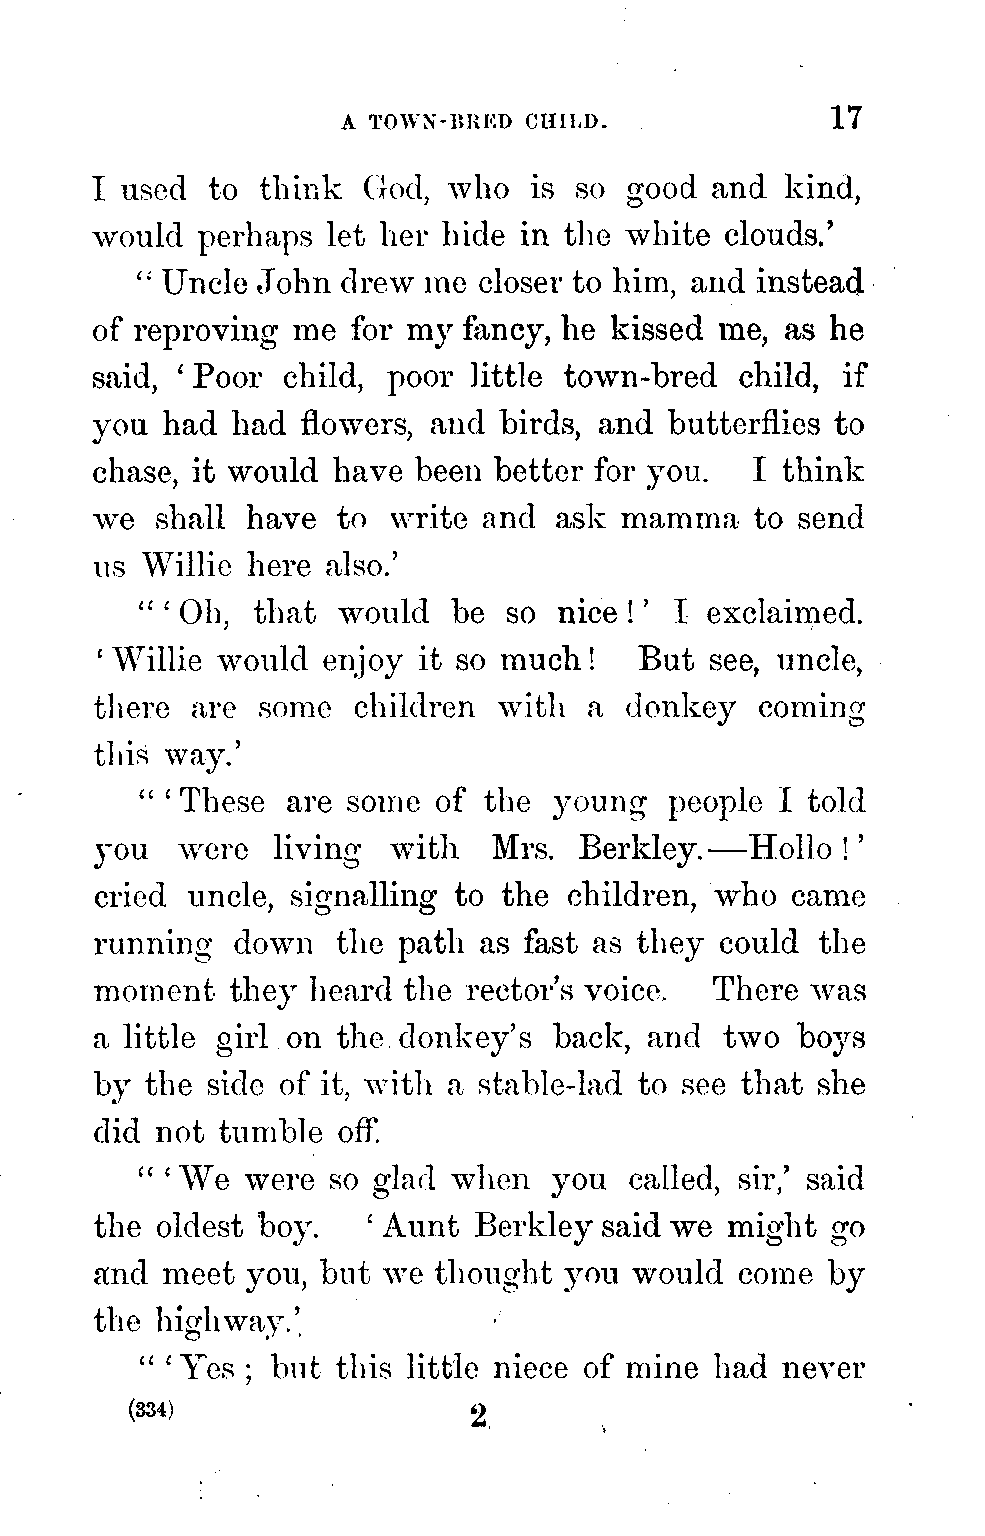 A TOWN-BRED CHILD. 17
I used to think God, who is so good and kind,
would perhaps let her hide in the white clouds.’
“Uncle John drew me closer to him, and instead
of reproving me for my fancy, he kissed me, as he
said, ‘Poor child, poor little town-bred child, if
you had had flowers, and birds, and butterflies to
chase, it would have been better for you. I think
we shall have to write and ask mamma to send
us Willie here also.’
“‘Oh, that would be so nice!’ I exclaimed.
‘Willie would enjoy it so much! But see, uncle,
there are some children with a donkey coming
this way.’
“‘These are some of the young people I told
you were living with Mrs. Berkley.—Hollo!’
cried uncle, signalling to the children, who came
running down the path as fast as they could the
moment they heard the rector’s voice. There was
a little girl on the donkey’s back, and two boys
by the side of it, with a stable-lad to see that she
did not tumble off.
“‘We were so glad when you called, sir,’ said
the oldest boy. ‘Aunt Berkley said we might go
and meet you, but we thought you would come by
the highway.’
“‘Yes; but this little niece of mine had never
(334) 2